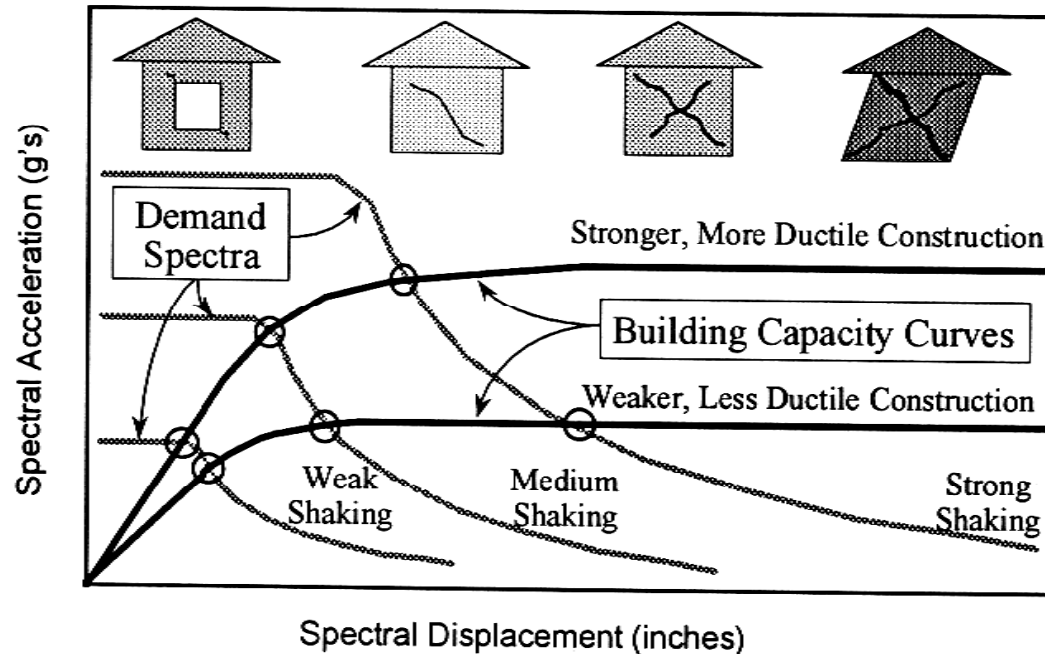 Spectral Acceleration (g's)
Demand
Spectra
Stronger, More Ductile Construction
Building Capacity Curves
Weaker, Less Ductile Construction
Weak
Shaking
Medium
Shaking
Strong
Shaking
Spectral Displacement (inches)